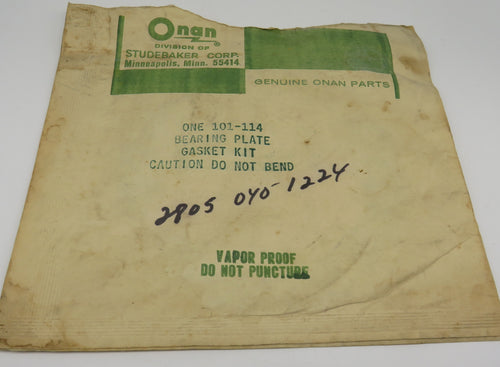 Onan
®
DIVISION OF
STUDEBAKER CORP.
Minneapolis, Minn. 55414
GENUINE ONAN PARTS
ONE 101-114
BEARING PLATE
GASKET KIT
CAUTION DO NOT BEND
2805 040-1224
VAPOR PROOF
DO NOT PUNCTURE